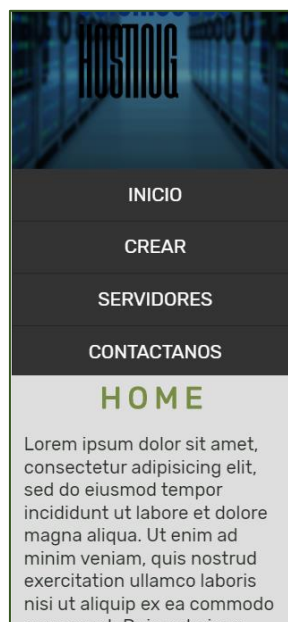 HOSTINIG
INICIO
CREAR
SERVIDORES
CONTACTANOS
HOME
Lorem ipsum dolor sit amet,
consectetur adipisicing elit,
sed do eiusmod tempor
incididunt ut labore et dolore
magna aliqua. Ut enim ad
minim veniam, quis nostrud
exercitation ullamco laboris
nisi ut aliquip ex ea commodo